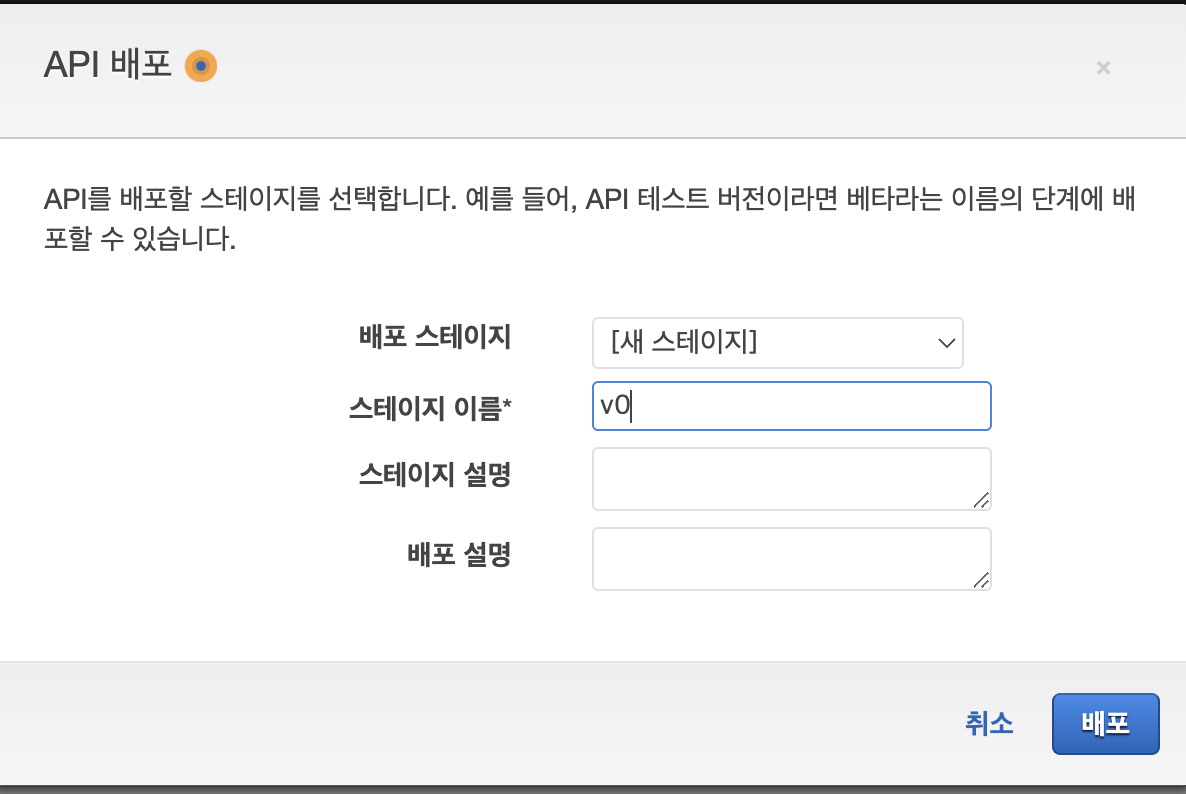 API 배포
×
API를 배포할 스테이지를 선택합니다. 예를 들어, API 테스트 버전이라면 베타라는 이름의 단계에 배
포할 수 있습니다.
배포 스테이지 [새 스테이지]
스테이지 이름* v0
스테이지 설명
배포 설명
취소 배포